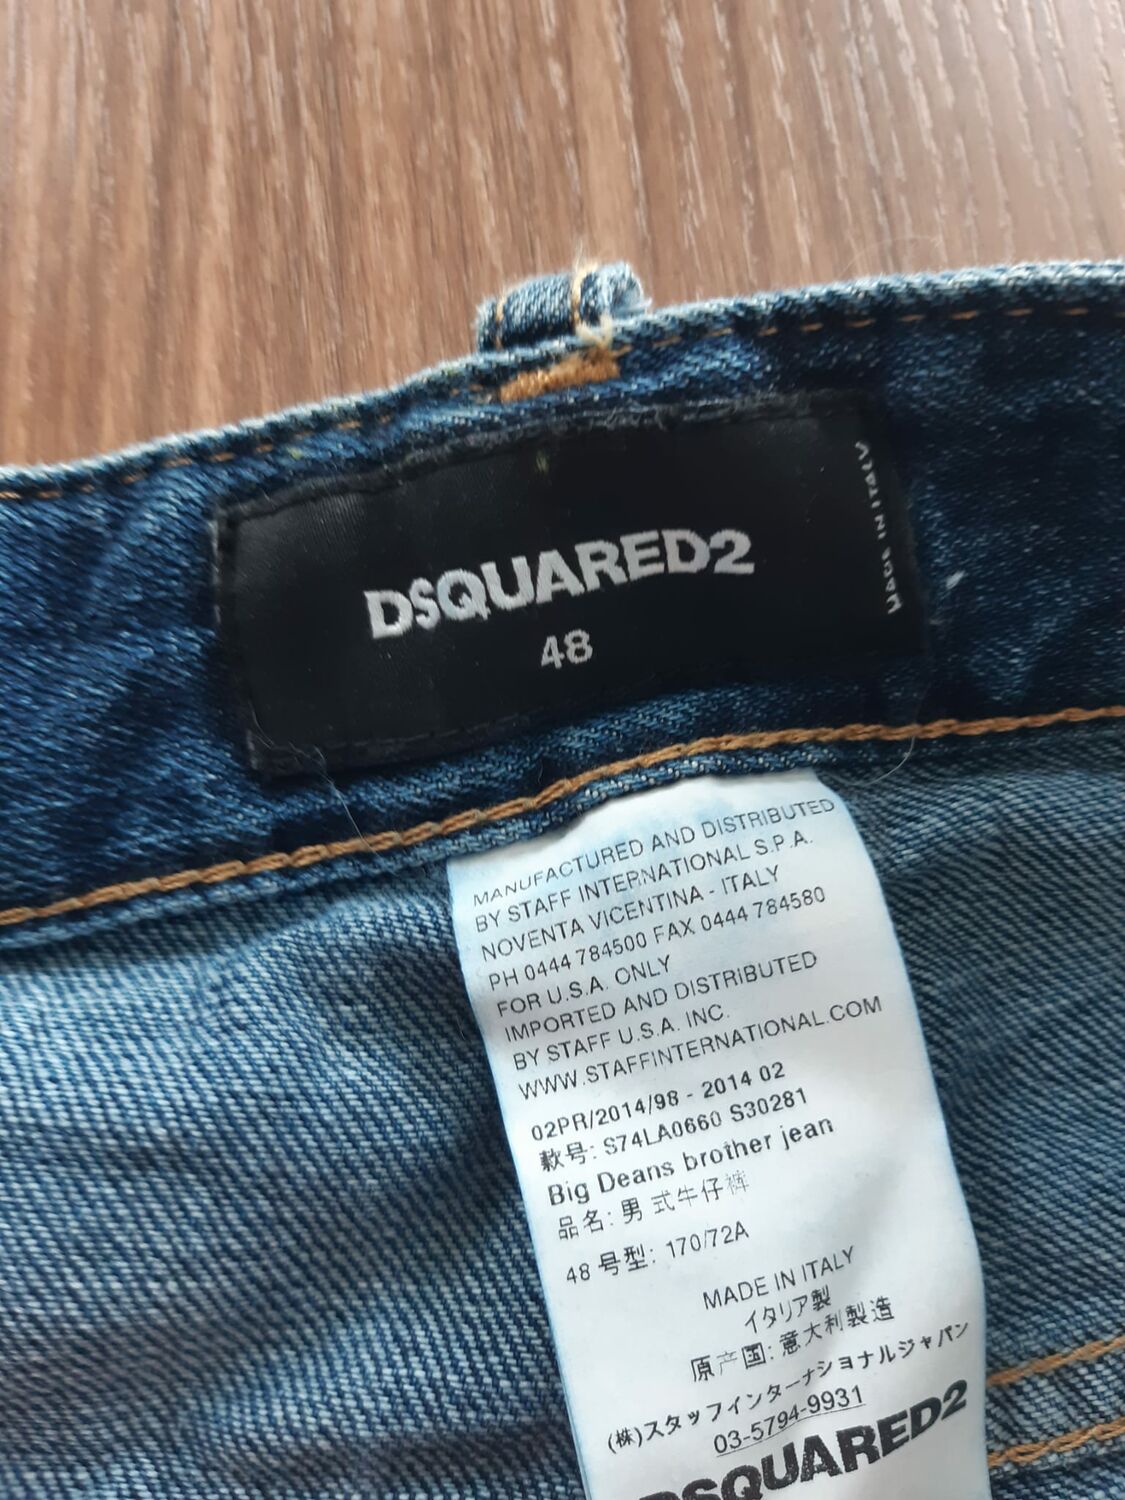 DSQUARED2
48
MADE IN ITALY
MANUFACTURED AND DISTRIBUTED
BY STAFF INTERNATIONAL S.P.A.
NOVENTA VICENTINA - ITALY
PH 0444 784500 FAX 0444 784580
FOR U.S.A. ONLY
IMPORTED AND DISTRIBUTED
BY STAFF U.S.A. INC.
WWW.STAFFINTERNATIONAL.COM
02PR/2014/98 - 2014 02
款号: S74LA0660 S30281
Big Deans brother jean
品名: 男 式牛仔裤
48 号型: 170/72A
MADE IN ITALY
イタリア製
原产国: 意大利製造
(株)スタッフインターナショナルジャパン
03-5794-9931
DSQUARED2